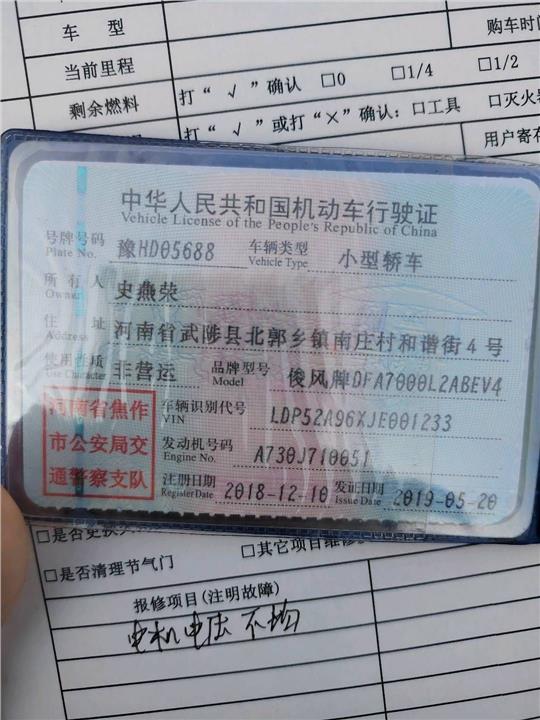 车 型
购车时间
当前里程
剩余燃料 打“√”确认 □0 □1/4 □1/2
打“√”或打“×”确认：□工具 □灭火器
用户寄存
中华人民共和国机动车行驶证
Vehicle License of the People's Republic of China
号牌号码 豫HD05688 车辆类型 小型轿车
Plate No. Vehicle Type
所有人 史燕荣
Owner
住 址 河南省武陟县北郭乡镇南庄村和谐街4号
Address
使用性质 非营运 品牌型号 俊风牌DFA7000L2ABEV4
Use Character Model
河南省焦作
市公安局交
通警察支队
车辆识别代号 LDP52A96XJE001233
VIN
发动机号码 A730J710051
Engine No.
注册日期 2018-12-10 发证日期 2019-05-20
Register Date Issue Date
□是否更换
□其它项目维修
□是否清理节气门
报修项目(注明故障)
电机电压不均